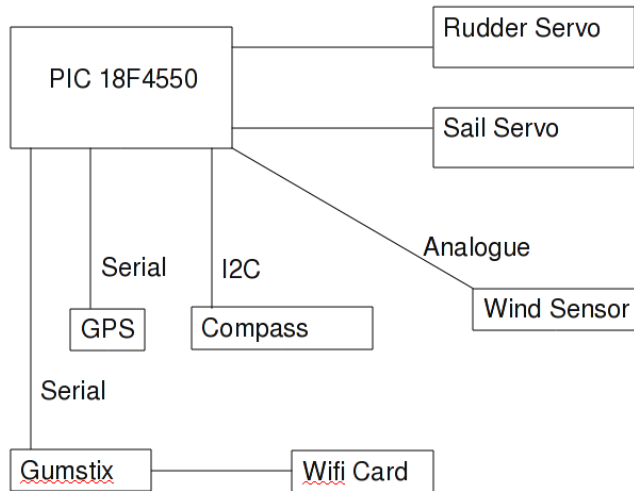 Rudder Servo
PIC 18F4550
Sail Servo
Analogue
Serial
I2C
Wind Sensor
GPS
Compass
Serial
Gumstix
Wifi Card